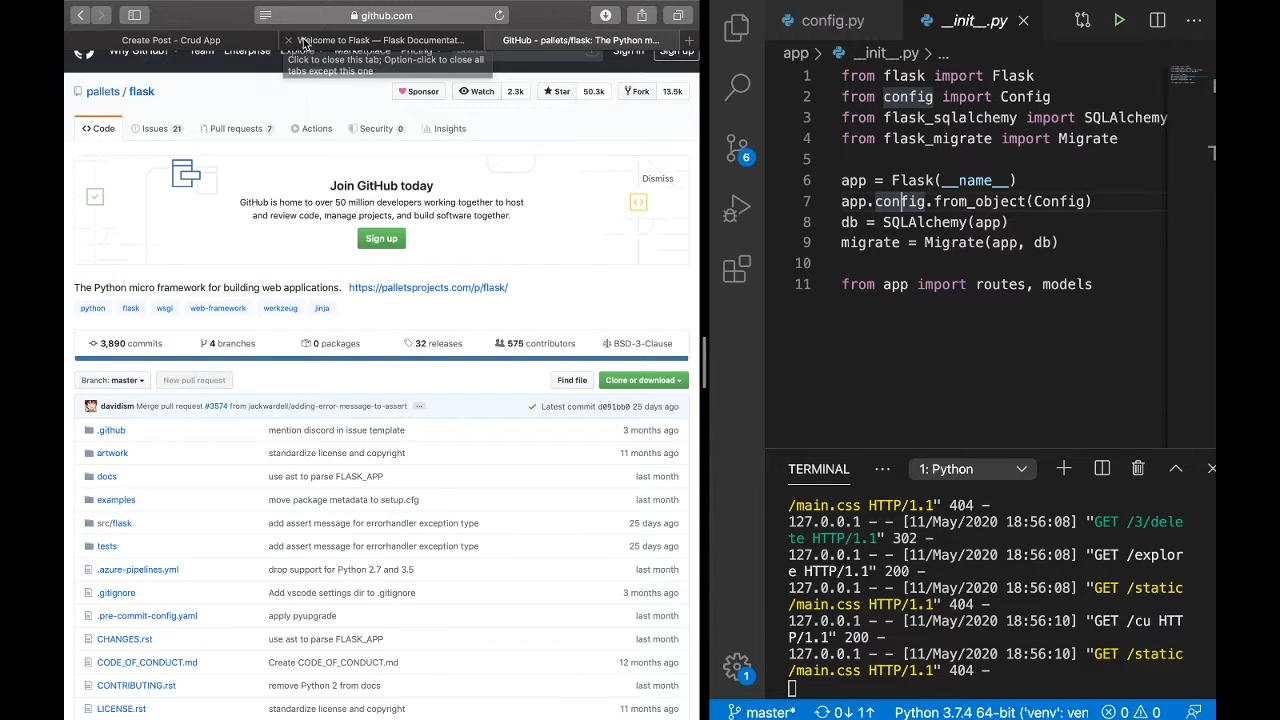 github.com
Create Post - Crud App
Welcome to Flask — Flask Documentat...
GitHub - pallets/flask: The Python m...
Why GitHub?
Team
Enterprise
Explore
Marketplace
Pricing
Sign in
Sign up
Click to close this tab; Option-click to close all
tabs except this one
pallets / flask
Sponsor
Watch 2.3k
Star 50.3k
Fork 13.5k
Code
Issues 21
Pull requests 7
Actions
Security 0
Insights
Join GitHub today
Dismiss
GitHub is home to over 50 million developers working together to host
and review code, manage projects, and build software together.
Sign up
The Python micro framework for building web applications. https://palletsprojects.com/p/flask/
python flask wsgi web-framework werkzeug jinja
3,890 commits
4 branches
0 packages
32 releases
575 contributors
BSD-3-Clause
Branch: master
New pull request
Find file
Clone or download
davidism Merge pull request #3574 from jackwardell/adding-error-message-to-assert ...
Latest commit d091bb0 25 days ago
.github mention discord in issue template 3 months ago
artwork standardize license and copyright 11 months ago
docs use ast to parse FLASK_APP last month
examples move package metadata to setup.cfg last month
src/flask add assert message for errorhandler exception type 25 days ago
tests add assert message for errorhandler exception type 25 days ago
.azure-pipelines.yml drop support for Python 2.7 and 3.5 last month
.gitignore Add vscode settings dir to .gitignore 3 months ago
.pre-commit-config.yaml apply pyupgrade last month
CHANGES.rst use ast to parse FLASK_APP last month
CODE_OF_CONDUCT.md Create CODE_OF_CONDUCT.md 12 months ago
CONTRIBUTING.rst remove Python 2 from docs last month
LICENSE.rst standardize license and copyright last month
config.py
__init__.py
app > __init__.py > ...
1 from flask import Flask
2 from config import Config
3 from flask_sqlalchemy import SQLAlchemy
4 from flask_migrate import Migrate
5
6 app = Flask(__name__)
7 app.config.from_object(Config)
8 db = SQLAlchemy(app)
9 migrate = Migrate(app, db)
10
11 from app import routes, models
6
TERMINAL ... 1: Python
/main.css HTTP/1.1" 404 -
127.0.0.1 - - [11/May/2020 18:56:08] "GET /3/dele
te HTTP/1.1" 302 -
127.0.0.1 - - [11/May/2020 18:56:08] "GET /explor
e HTTP/1.1" 200 -
127.0.0.1 - - [11/May/2020 18:56:08] "GET /static
/main.css HTTP/1.1" 404 -
127.0.0.1 - - [11/May/2020 18:56:10] "GET /cu HTT
P/1.1" 200 -
127.0.0.1 - - [11/May/2020 18:56:10] "GET /static
/main.css HTTP/1.1" 404 -
1
master* 0↓ 1↑ Python 3.7.4 64-bit ('venv': ven 0 0